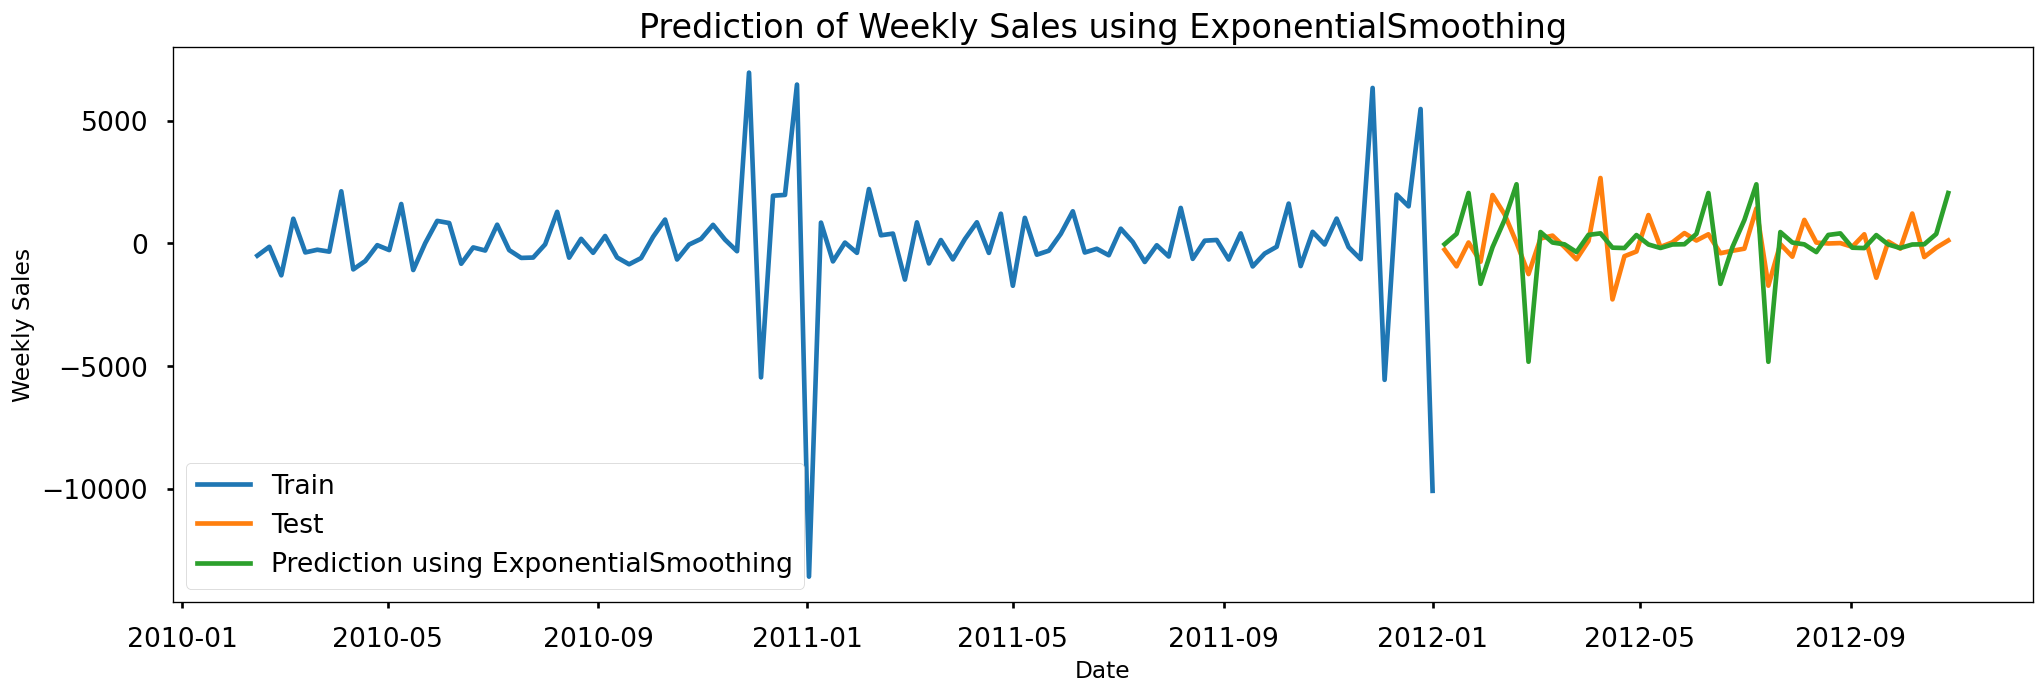 Prediction of Weekly Sales using ExponentialSmoothing
Weekly Sales
5000
0
−5000
−10000
Train
Test
Prediction using ExponentialSmoothing
2010-01 2010-05 2010-09 2011-01 2011-05 2011-09 2012-01 2012-05 2012-09
Date